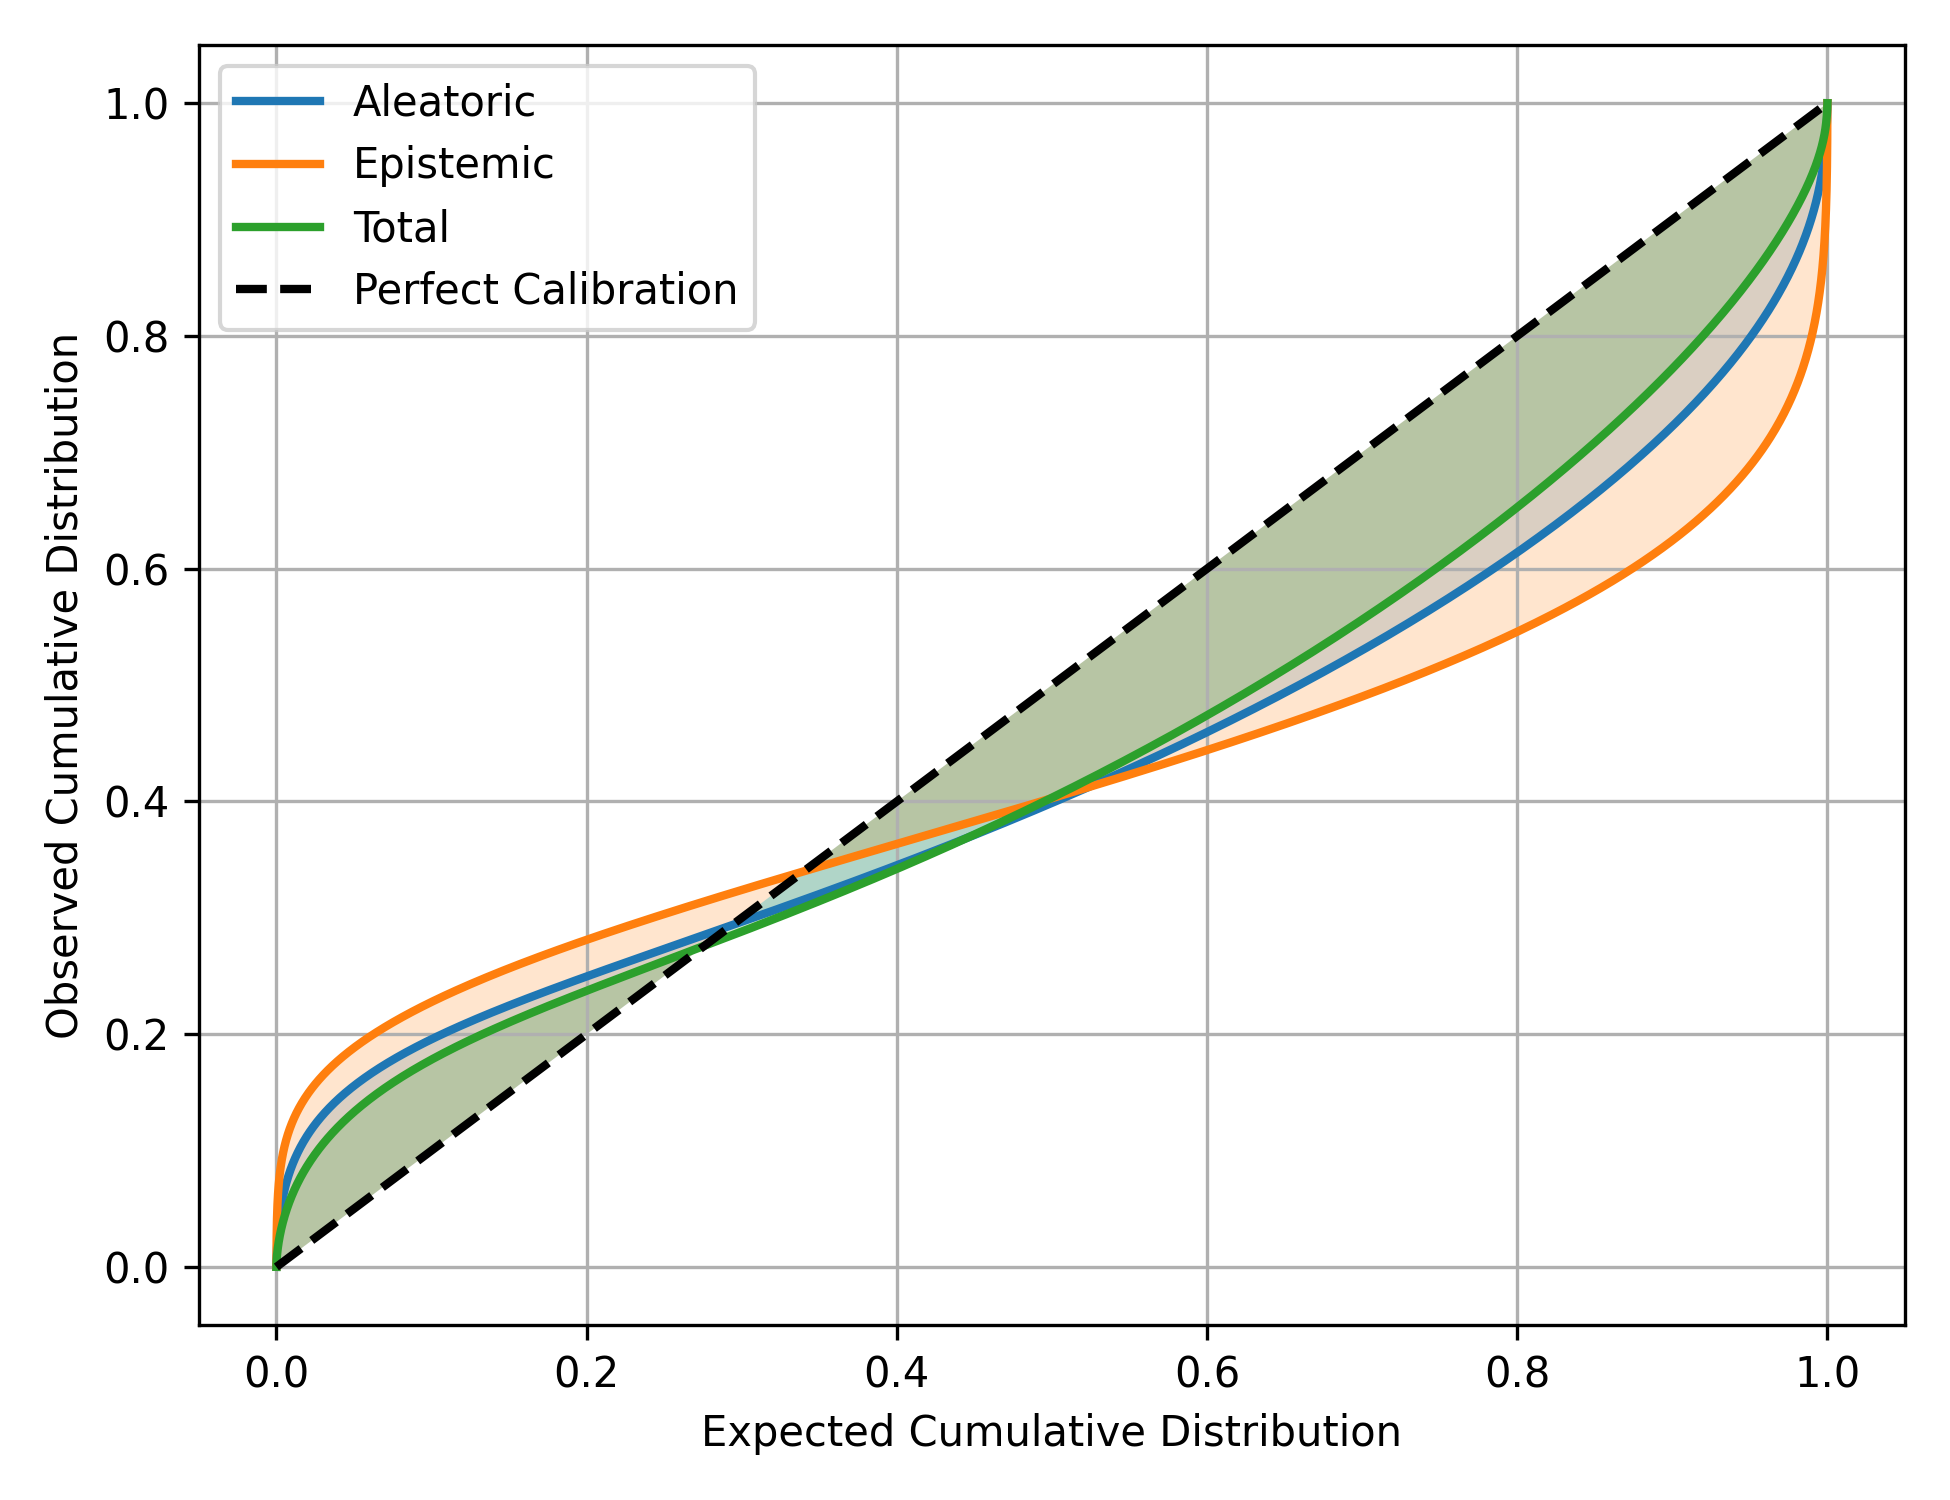 Aleatoric
Epistemic
Total
Perfect Calibration
1.0
0.8
0.6
0.4
0.2
0.0
Observed Cumulative Distribution
0.0 0.2 0.4 0.6 0.8 1.0
Expected Cumulative Distribution